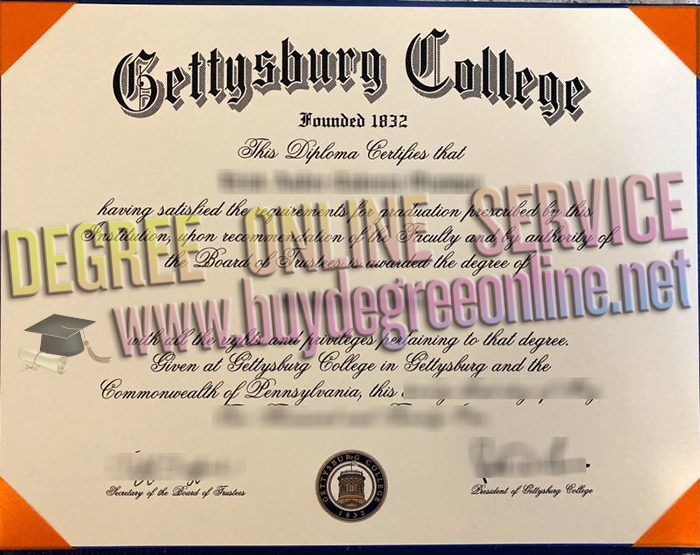 Gettysburg College
Founded 1832
This Diploma Certifies that
having satisfied the requirements for graduation prescribed by this
Institution, upon recommendation of the Faculty and by authority of
the Board of Trustees is awarded the degree of
DEGREE ONLINE SERVICE
www.buydegreeonline.net
with all the rights and privileges pertaining to that degree.
Given at Gettysburg College in Gettysburg and the
Commonwealth of Pennsylvania, this
GETTYSBURG COLLEGE
1832
Secretary of the Board of Trustees
President of Gettysburg College